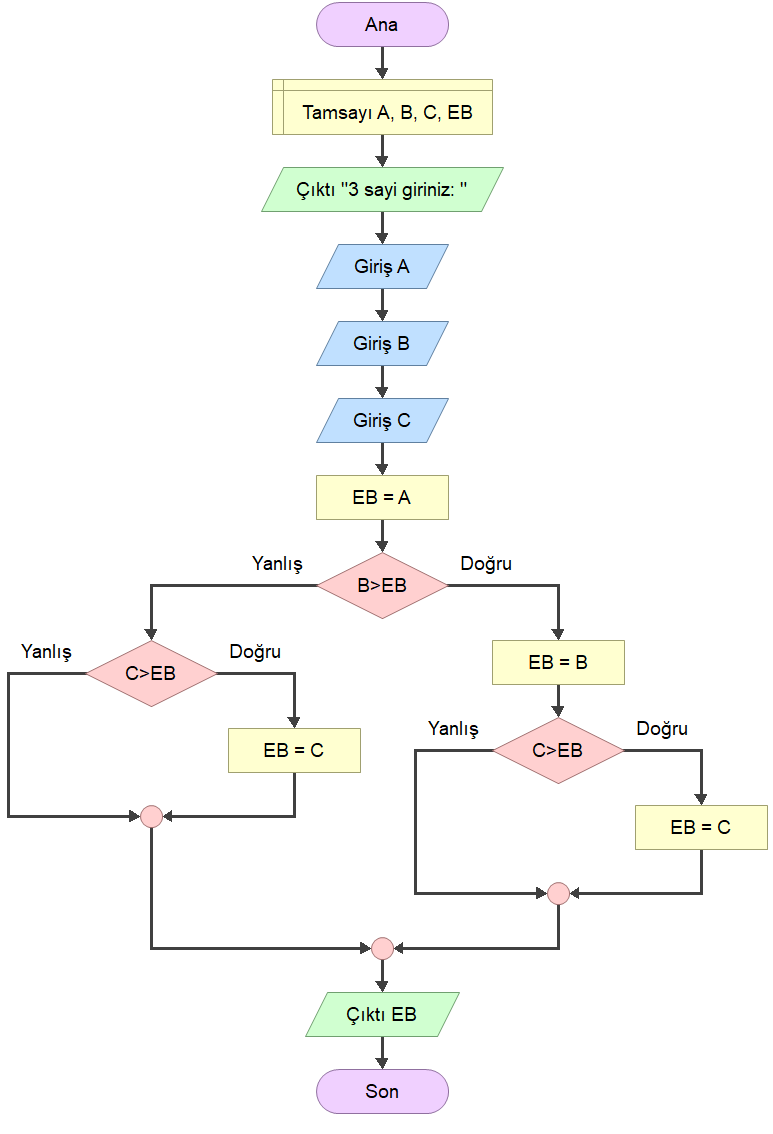 Ana
Tamsayı A, B, C, EB
Çıktı "3 sayi giriniz: "
Giriş A
Giriş B
Giriş C
EB = A
Yanlış
Doğru
B>EB
Yanlış
Doğru
C>EB
EB = C
EB = B
Yanlış
Doğru
C>EB
EB = C
Çıktı EB
Son